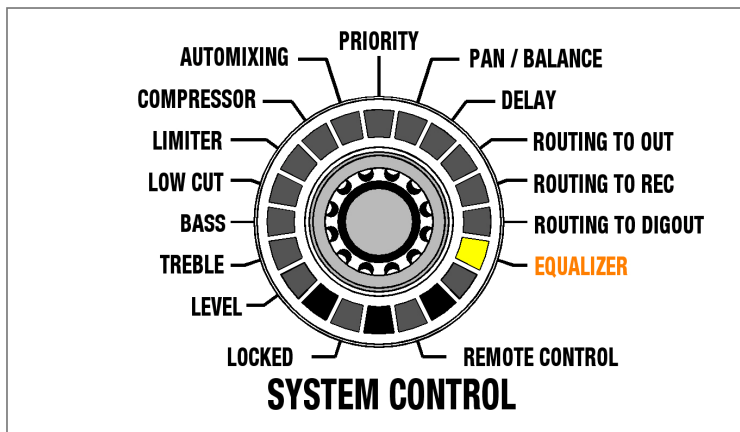 PRIORITY
AUTOMIXING
PAN / BALANCE
COMPRESSOR
DELAY
LIMITER
ROUTING TO OUT
LOW CUT
ROUTING TO REC
BASS
ROUTING TO DIGOUT
TREBLE
EQUALIZER
LEVEL
LOCKED
REMOTE CONTROL
SYSTEM CONTROL